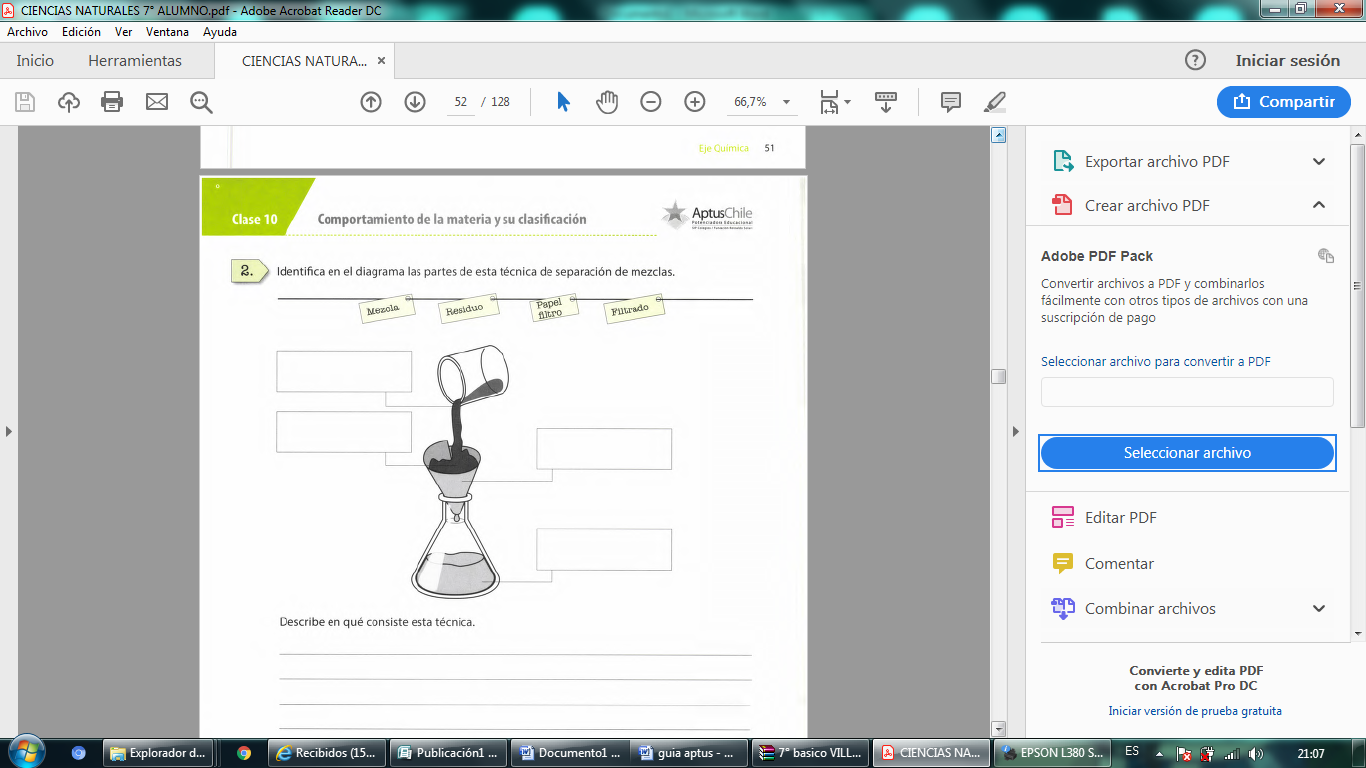 CIENCIAS NATURALES 7° ALUMNO.pdf - Adobe Acrobat Reader DC
Archivo Edición Ver Ventana Ayuda
Inicio Herramientas CIENCIAS NATURA... × Iniciar sesión
52 / 128 66,7% Compartir
Eje Química 51
Clase 10 Comportamiento de la materia y su clasificación
AptusChile
2. Identifica en el diagrama las partes de esta técnica de separación de mezclas.
Mezcla Residuo Papel filtro Filtrado
Describe en qué consiste esta técnica.
Exportar archivo PDF
Crear archivo PDF
Adobe PDF Pack
Convertir archivos a PDF y combinarlos
fácilmente con otros tipos de archivos con una
suscripción de pago
Seleccionar archivo para convertir a PDF
Seleccionar archivo
Editar PDF
Comentar
Combinar archivos
Convierte y edita PDF
con Acrobat Pro DC
Iniciar versión de prueba gratuita
Explorador d... Recibidos (15... Publicación1 ... Documento1 ... guia aptus - ... 7° basico VILL... CIENCIAS NA... EPSON L380 S... ES 21:07